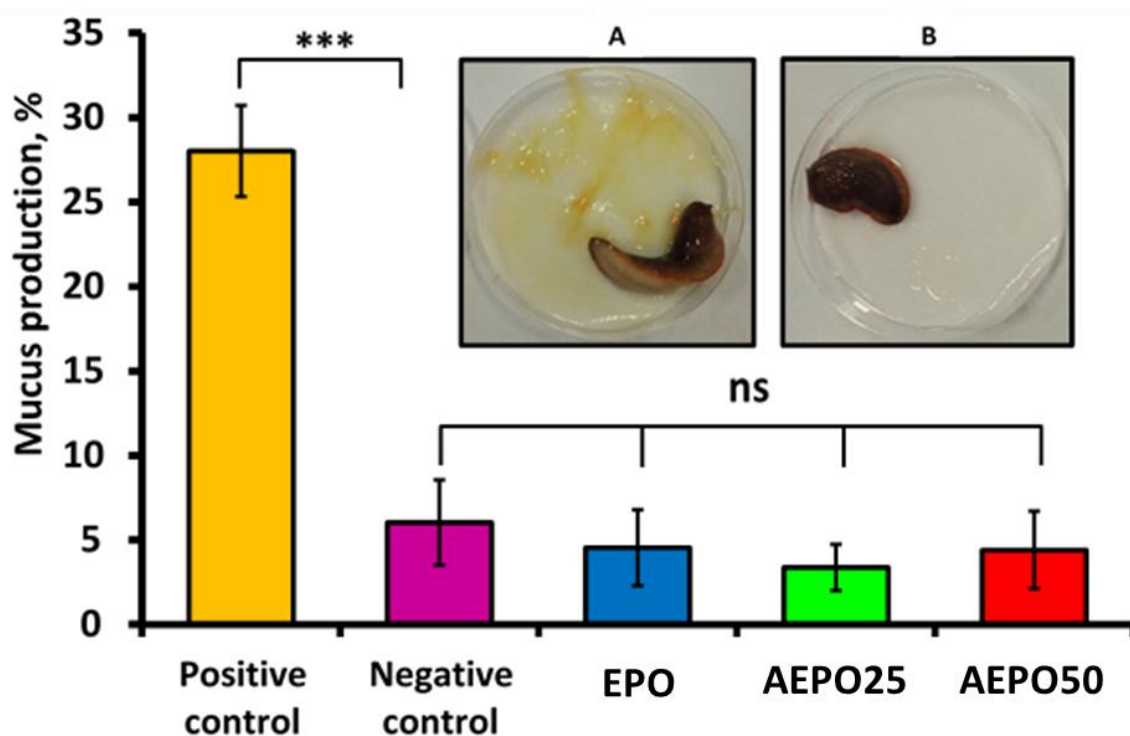 Mucus production, %
35
30
25
20
15
10
5
0
***
A
B
ns
Positive
control
Negative
control
EPO
AEPO25
AEPO50